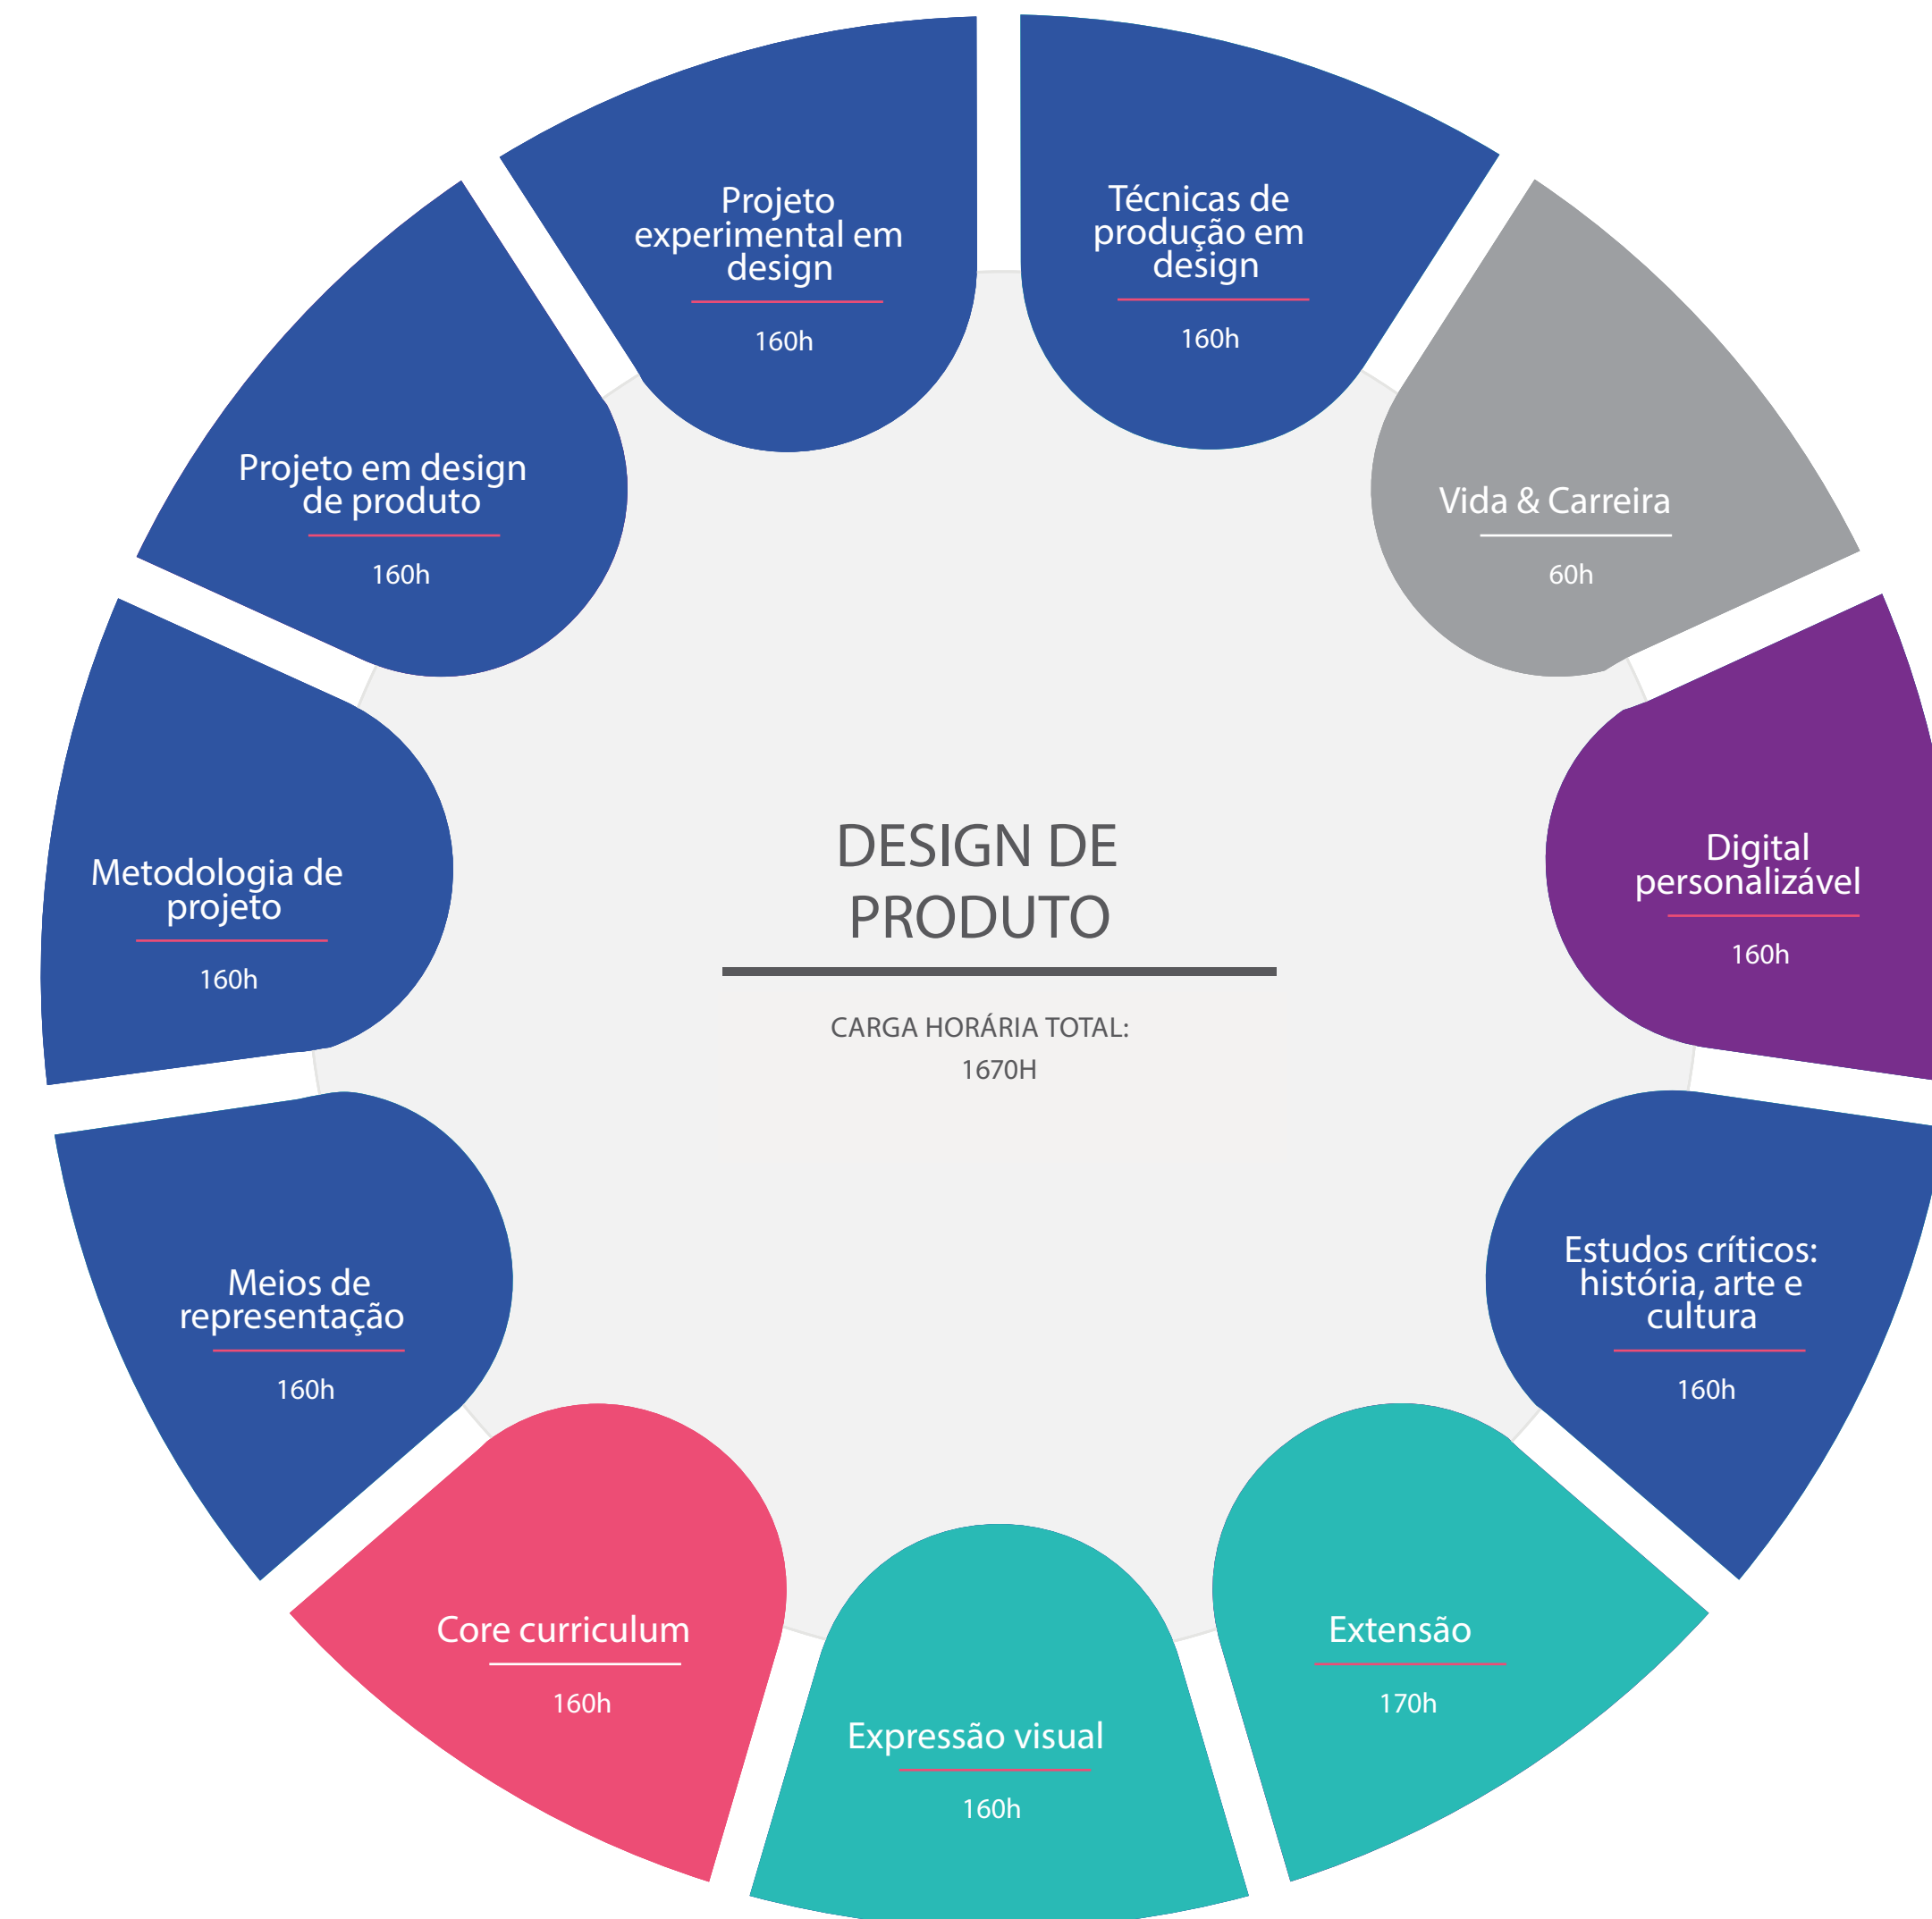 Projeto
experimental em
design
160h
Técnicas de
produção em
design
160h
Vida & Carreira
60h
Digital
personalizável
160h
Estudos críticos:
história, arte e
cultura
160h
Extensão
170h
Expressão visual
160h
Core curriculum
160h
Meios de
representação
160h
Metodologia de
projeto
160h
Projeto em design
de produto
160h
DESIGN DE
PRODUTO
CARGA HORÁRIA TOTAL:
1670H